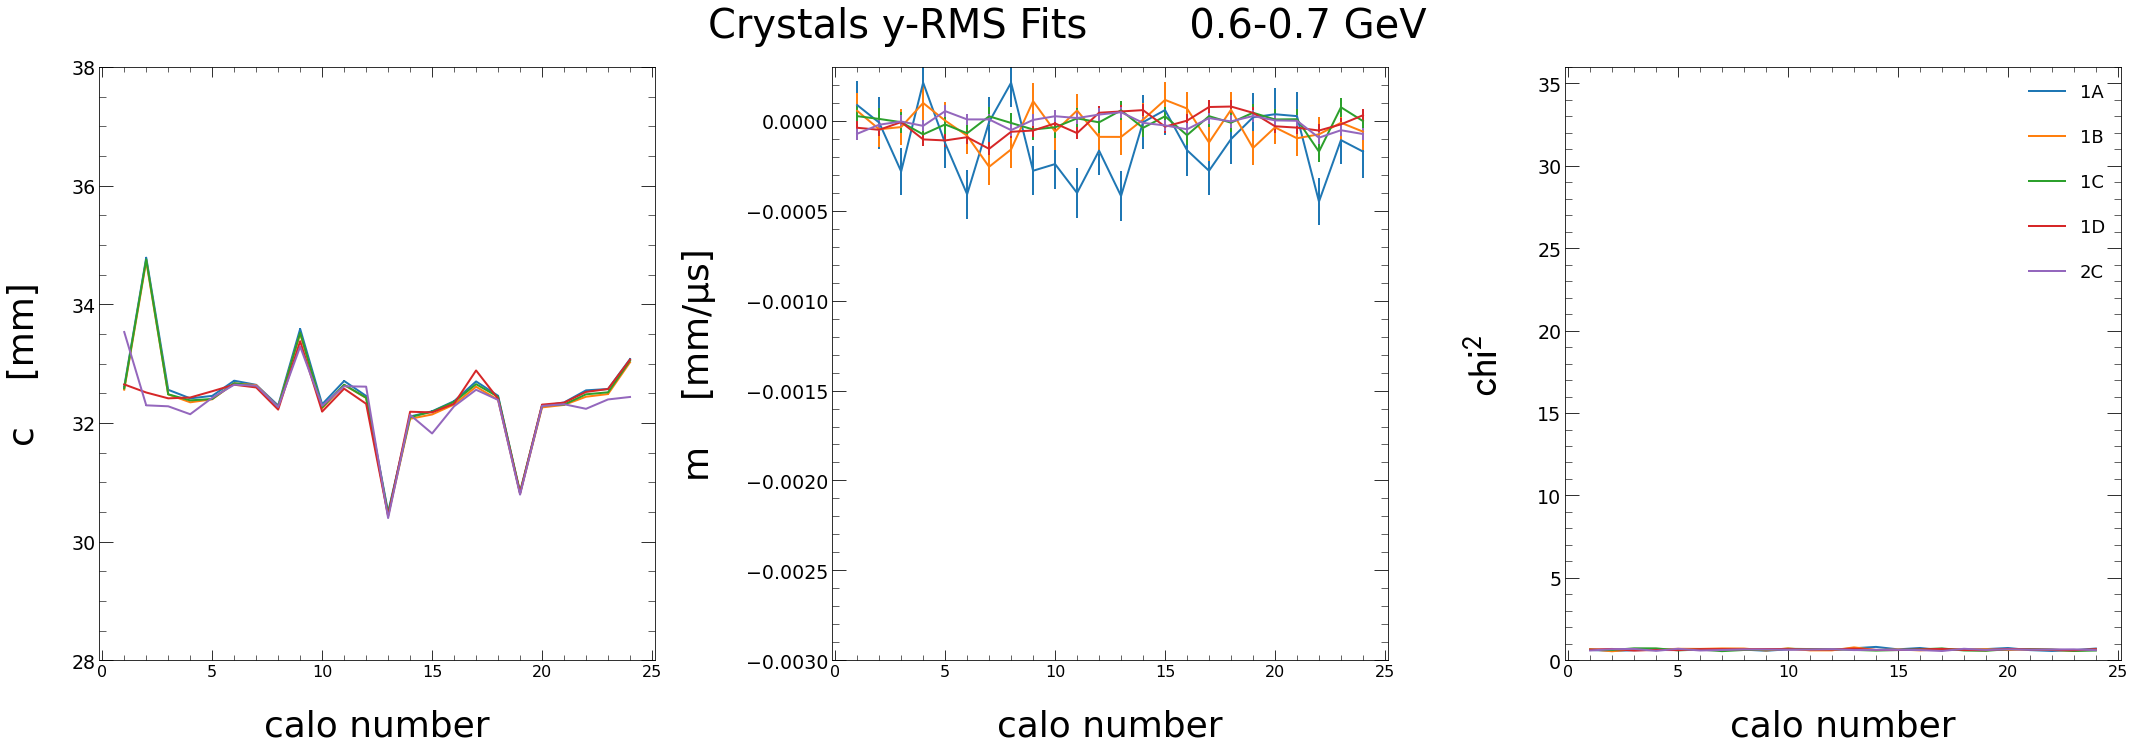 Crystals y-RMS Fits 0.6-0.7 GeV
c [mm]
38
36
34
32
30
28
0 5 10 15 20 25
calo number
m [mm/μs]
0.0000
−0.0005
−0.0010
−0.0015
−0.0020
−0.0025
−0.0030
0 5 10 15 20 25
calo number
chi²
35
30
25
20
15
10
5
0
0 5 10 15 20 25
calo number
1A
1B
1C
1D
2C